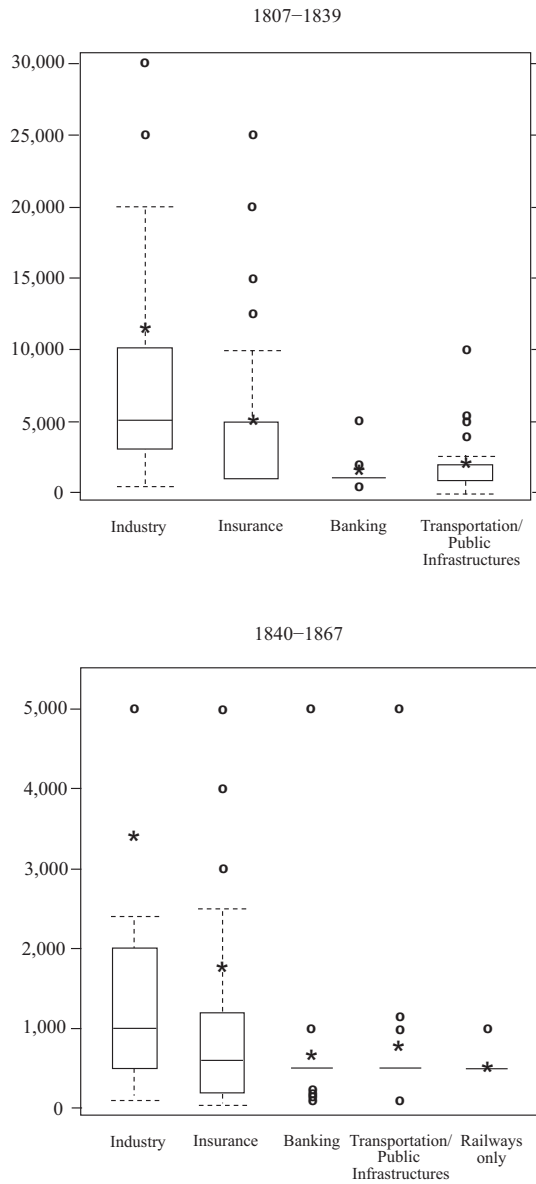 1807–1839
30,000
25,000
20,000
15,000
10,000
5,000
0
Industry
Insurance
Banking
Transportation/
Public
Infrastructures
1840–1867
5,000
4,000
3,000
2,000
1,000
0
Industry
Insurance
Banking
Transportation/
Public
Infrastructures
Railways
only